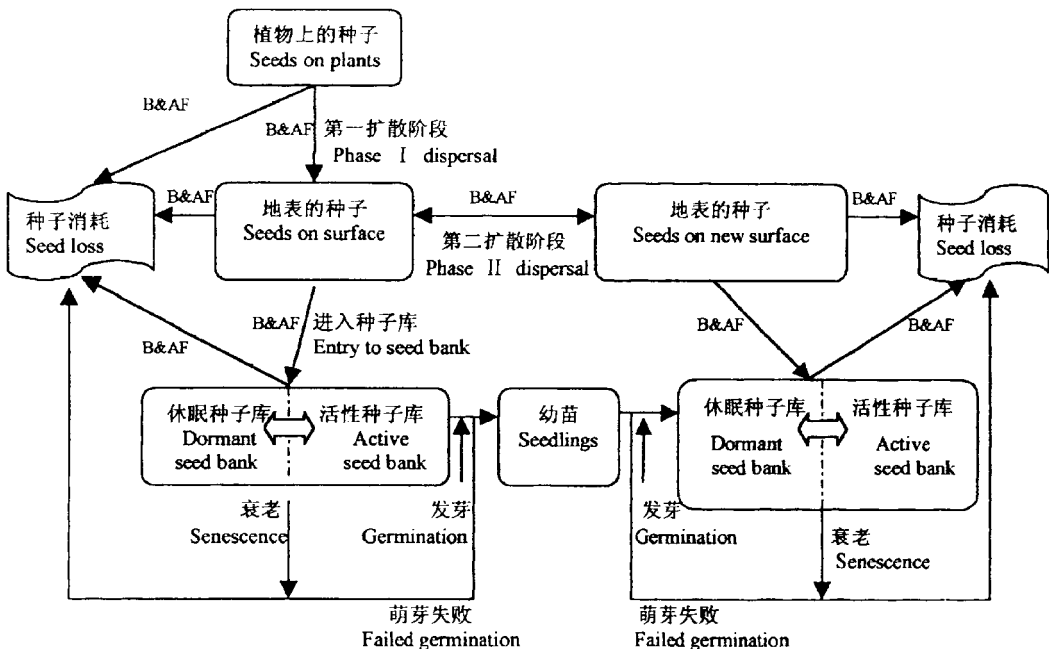 植物上的种子
Seeds on plants
B&AF
B&AF
第一扩散阶段
Phase I dispersal
种子消耗
Seed loss
B&AF
地表的种子
Seeds on surface
B&AF
第二扩散阶段
Phase II dispersal
地表的种子
Seeds on new surface
B&AF
种子消耗
Seed loss
B&AF
B&AF
进入种子库
Entry to seed bank
B&AF
B&AF
休眠种子库
Dormant
seed bank
活性种子库
Active
seed bank
幼苗
Seedlings
休眠种子库
Dormant
seed bank
活性种子库
Active
seed bank
衰老
Senescence
发芽
Germination
发芽
Germination
衰老
Senescence
萌芽失败
Failed germination
萌芽失败
Failed germination